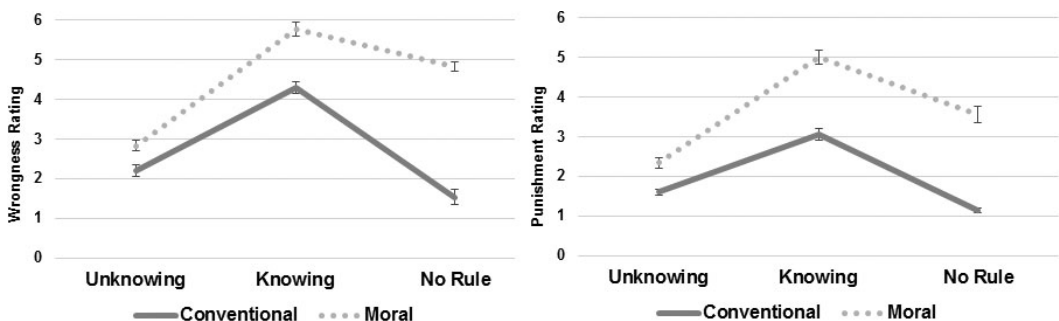 Wrongness Rating
6
5
4
3
2
1
0
Unknowing Knowing No Rule
Conventional Moral
Punishment Rating
6
5
4
3
2
1
0
Unknowing Knowing No Rule
Conventional Moral